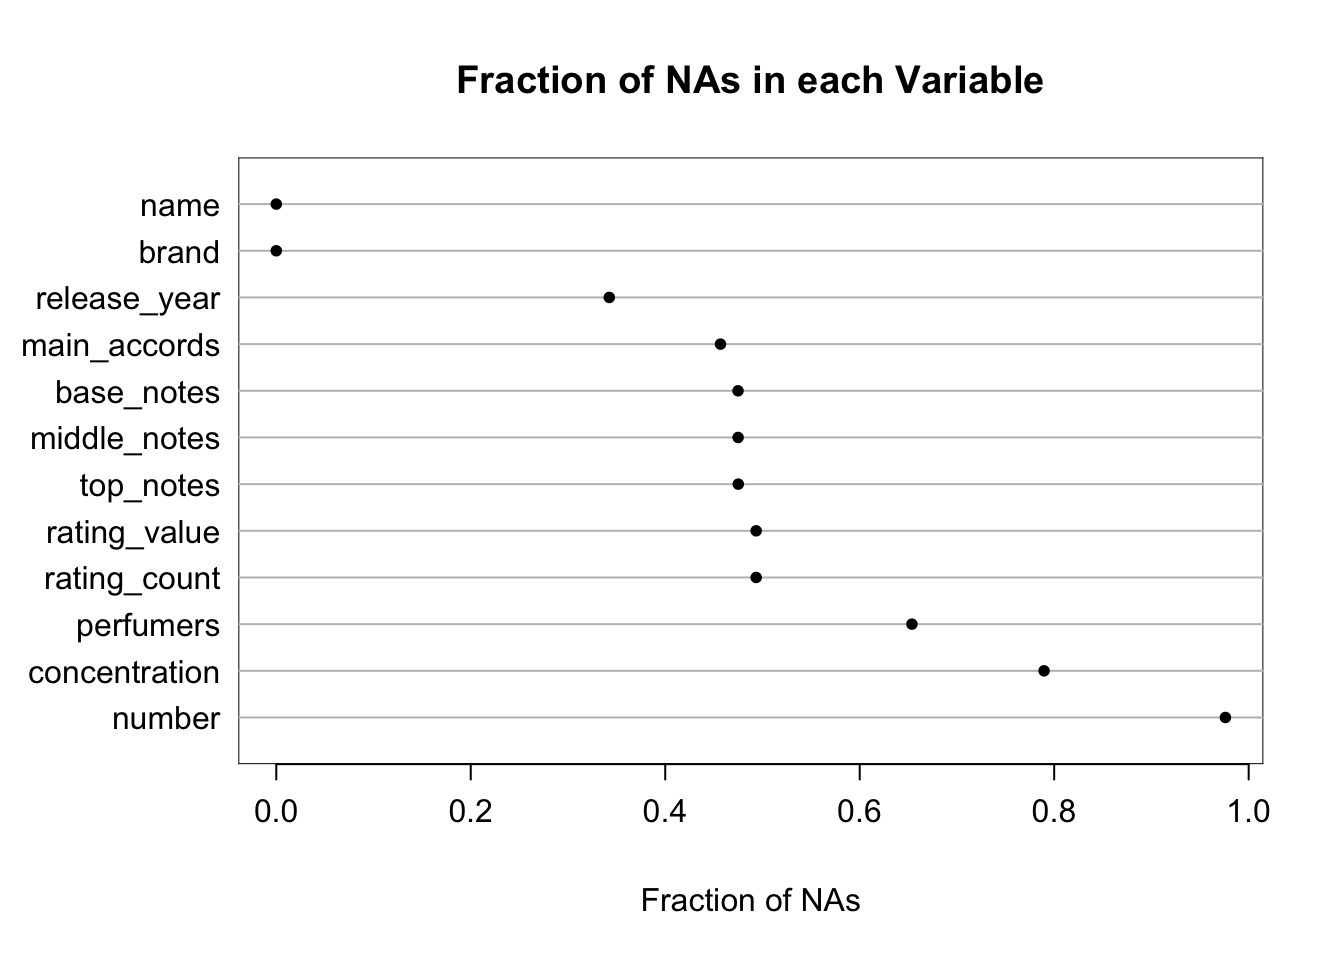 Fraction of NAs in each Variable
name
brand
release_year
main_accords
base_notes
middle_notes
top_notes
rating_value
rating_count
perfumers
concentration
number
0.0 0.2 0.4 0.6 0.8 1.0
Fraction of NAs